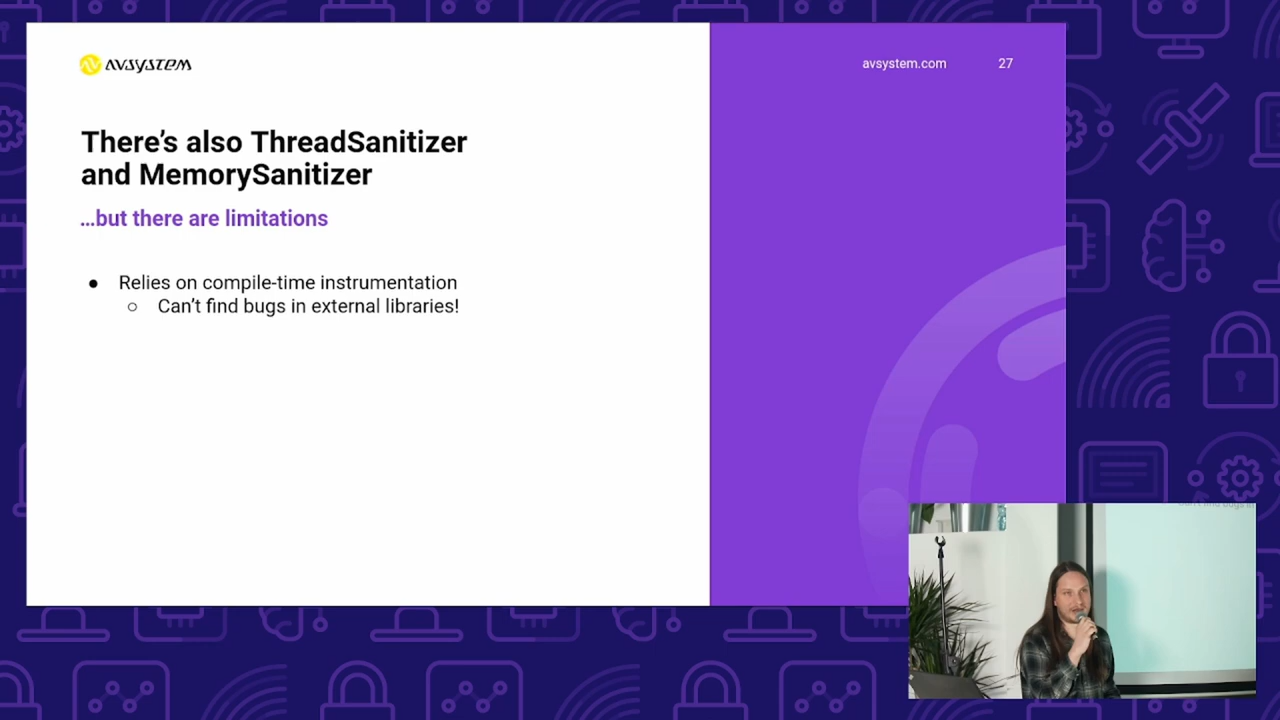 AVSYSTEM
avsystem.com
27
There's also ThreadSanitizer
and MemorySanitizer
…but there are limitations
● Relies on compile-time instrumentation
○ Can't find bugs in external libraries!